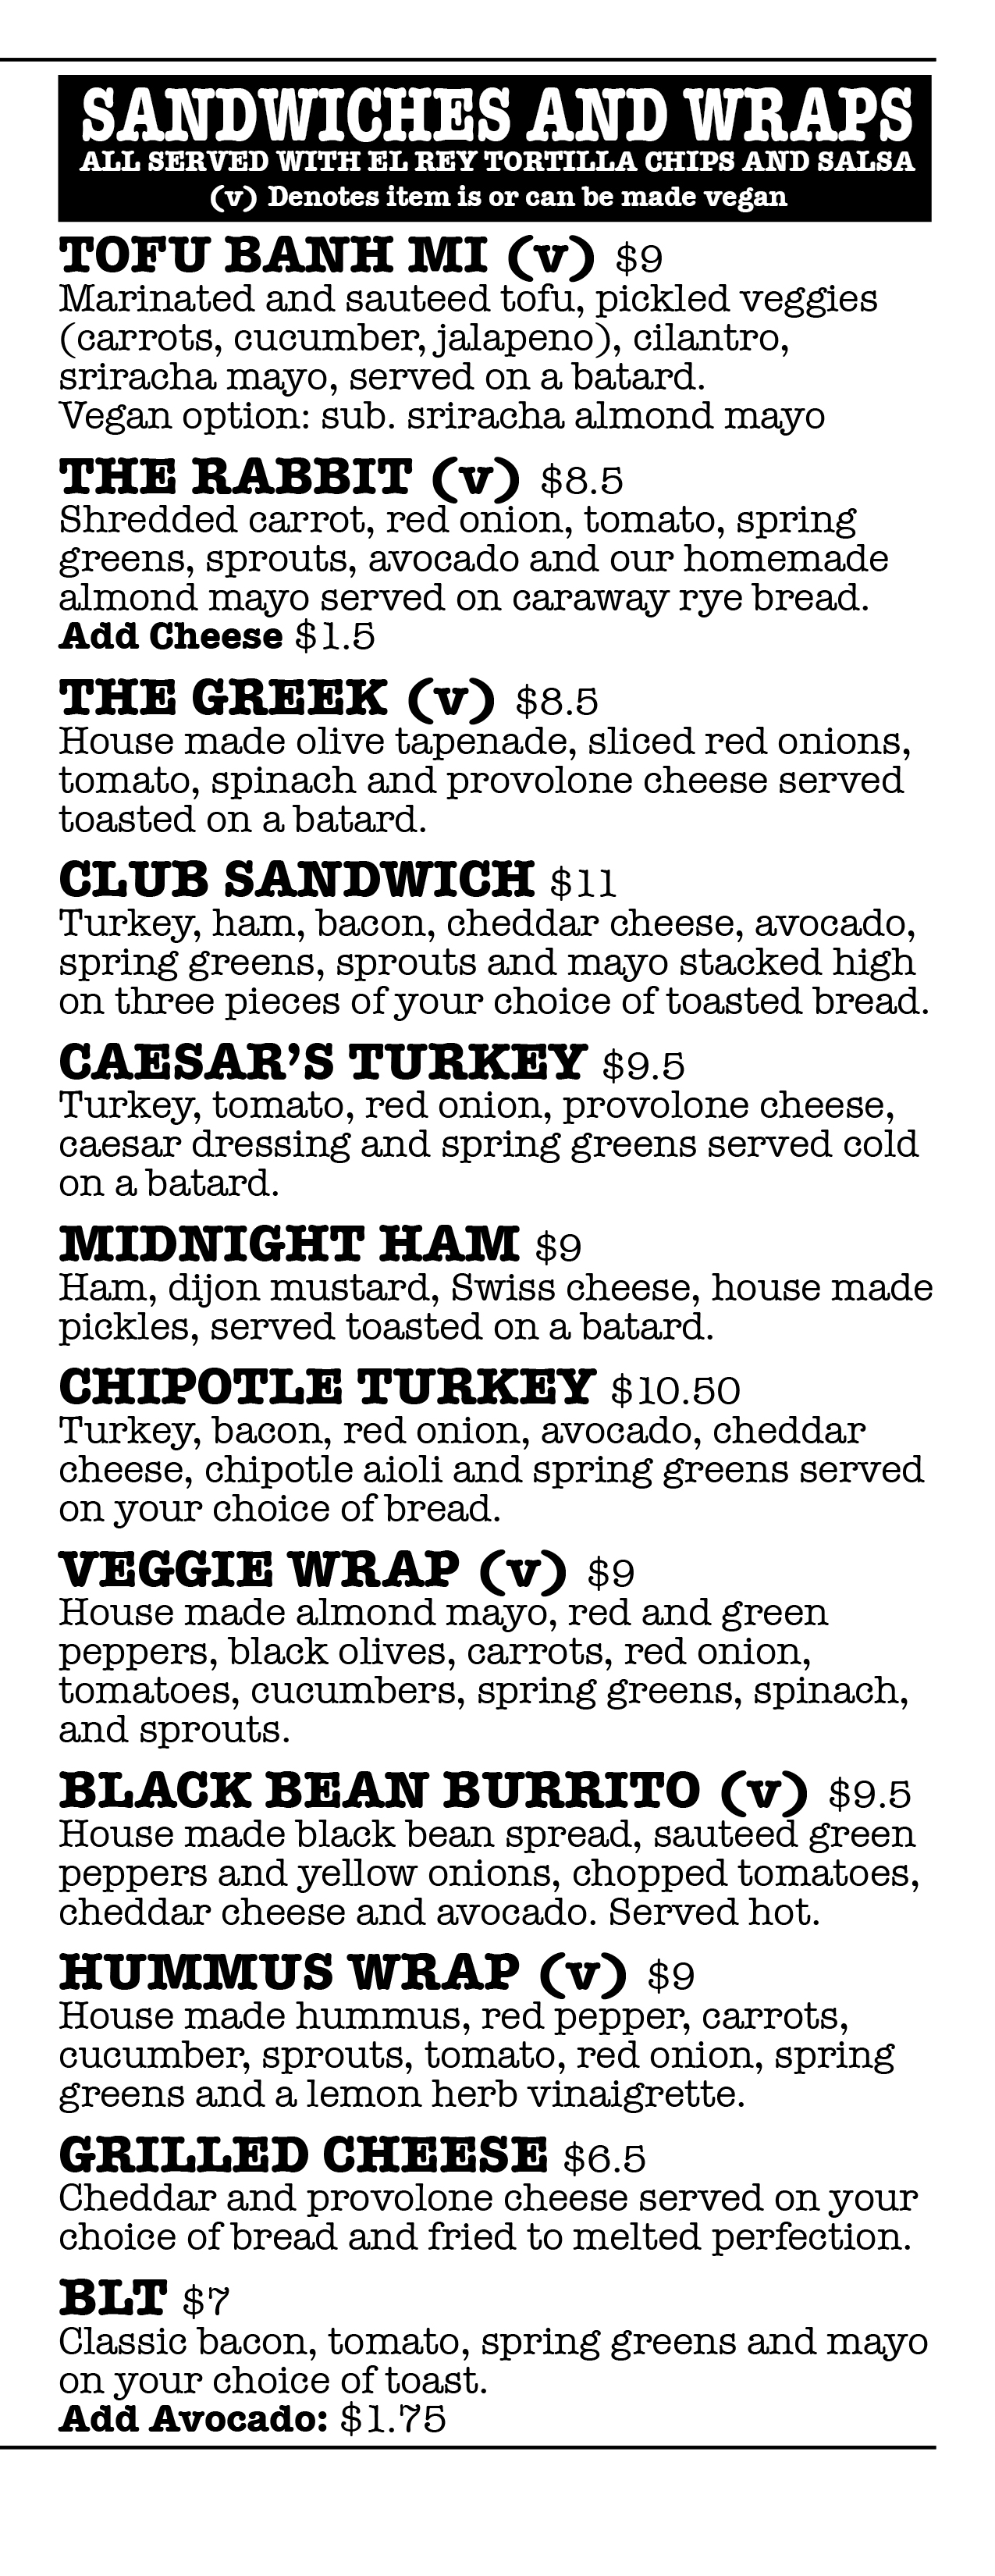 SANDWICHES AND WRAPS
ALL SERVED WITH EL REY TORTILLA CHIPS AND SALSA
(v) Denotes item is or can be made vegan
TOFU BANH MI (v) $9
Marinated and sauteed tofu, pickled veggies
(carrots, cucumber, jalapeno), cilantro,
sriracha mayo, served on a batard.
Vegan option: sub. sriracha almond mayo
THE RABBIT (v) $8.5
Shredded carrot, red onion, tomato, spring
greens, sprouts, avocado and our homemade
almond mayo served on caraway rye bread.
Add Cheese $1.5
THE GREEK (v) $8.5
House made olive tapenade, sliced red onions,
tomato, spinach and provolone cheese served
toasted on a batard.
CLUB SANDWICH $11
Turkey, ham, bacon, cheddar cheese, avocado,
spring greens, sprouts and mayo stacked high
on three pieces of your choice of toasted bread.
CAESAR’S TURKEY $9.5
Turkey, tomato, red onion, provolone cheese,
caesar dressing and spring greens served cold
on a batard.
MIDNIGHT HAM $9
Ham, dijon mustard, Swiss cheese, house made
pickles, served toasted on a batard.
CHIPOTLE TURKEY $10.50
Turkey, bacon, red onion, avocado, cheddar
cheese, chipotle aioli and spring greens served
on your choice of bread.
VEGGIE WRAP (v) $9
House made almond mayo, red and green
peppers, black olives, carrots, red onion,
tomatoes, cucumbers, spring greens, spinach,
and sprouts.
BLACK BEAN BURRITO (v) $9.5
House made black bean spread, sauteed green
peppers and yellow onions, chopped tomatoes,
cheddar cheese and avocado. Served hot.
HUMMUS WRAP (v) $9
House made hummus, red pepper, carrots,
cucumber, sprouts, tomato, red onion, spring
greens and a lemon herb vinaigrette.
GRILLED CHEESE $6.5
Cheddar and provolone cheese served on your
choice of bread and fried to melted perfection.
BLT $7
Classic bacon, tomato, spring greens and mayo
on your choice of toast.
Add Avocado: $1.75